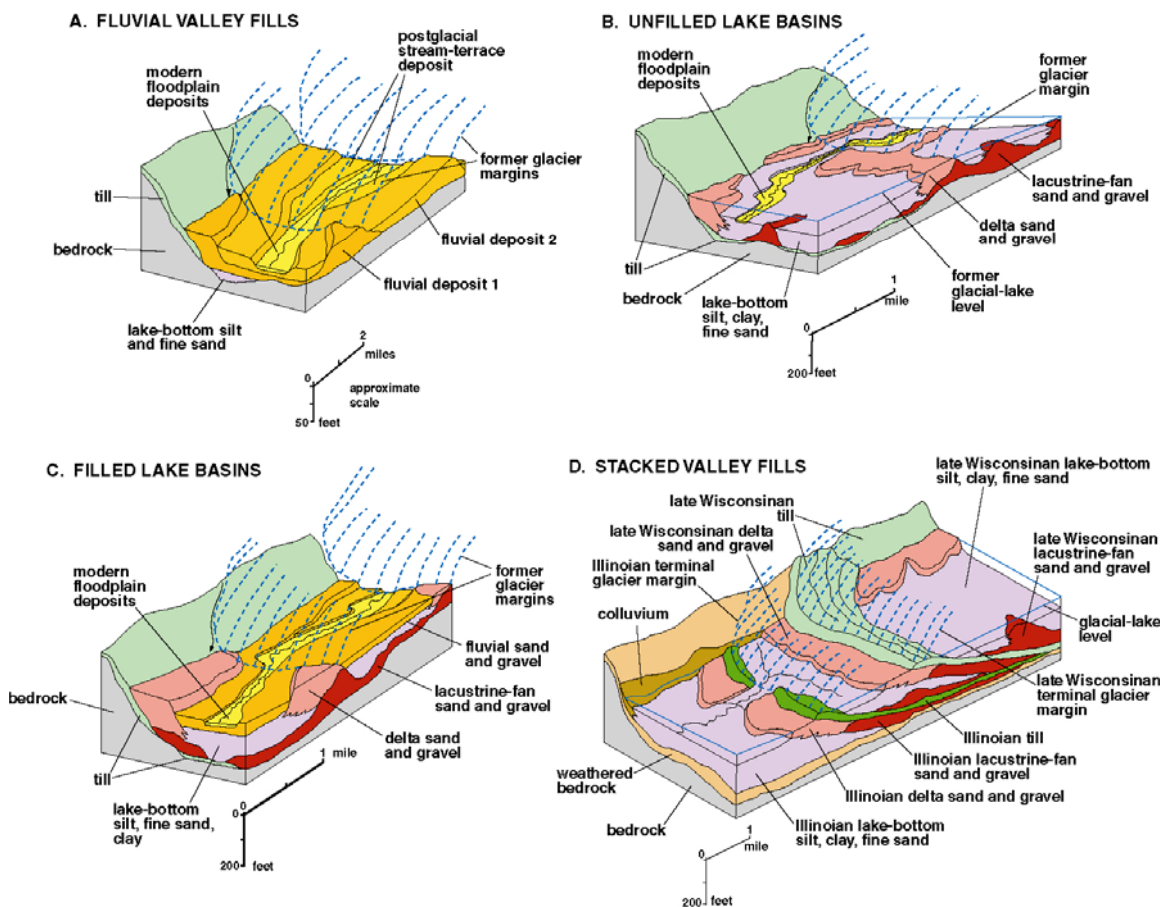 A. FLUVIAL VALLEY FILLS
postglacial
stream-terrace
deposit
modern
floodplain
deposits
former glacier
margins
till
bedrock
fluvial deposit 2
fluvial deposit 1
lake-bottom silt
and fine sand
2
miles
0
approximate
scale
50 feet
B. UNFILLED LAKE BASINS
modern
floodplain
deposits
former
glacier
margin
lacustrine-fan
sand and gravel
delta sand
and gravel
till
bedrock
lake-bottom
silt, clay,
fine sand
former
glacial-lake
level
1
mile
0
200 feet
C. FILLED LAKE BASINS
modern
floodplain
deposits
former
glacier
margins
fluvial sand
and gravel
bedrock
lacustrine-fan
sand and gravel
delta sand
and gravel
till
lake-bottom
silt, fine sand,
clay
1
mile
0
200 feet
D. STACKED VALLEY FILLS
late Wisconsinan lake-bottom
silt, clay, fine sand
late Wisconsinan
till
late Wisconsinan delta
sand and gravel
Illinoian terminal
glacier margin
colluvium
late Wisconsinan
lacustrine-fan
sand and gravel
glacial-lake
level
late Wisconsinan
terminal glacier
margin
Illinoian till
Illinoian lacustrine-fan
sand and gravel
Illinoian delta sand and gravel
weathered
bedrock
bedrock
Illinoian lake-bottom
silt, clay, fine sand
1
mile
0
200
feet